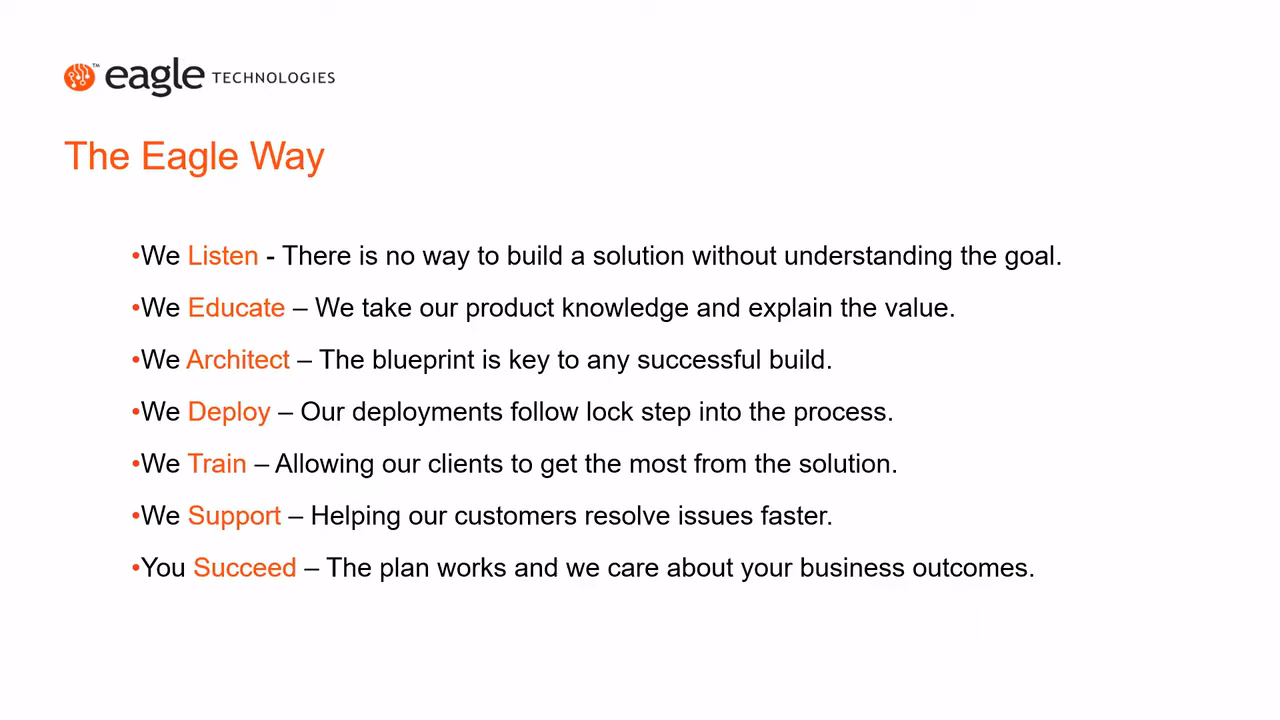 ™ eagle TECHNOLOGIES
The Eagle Way
•We Listen - There is no way to build a solution without understanding the goal.
•We Educate – We take our product knowledge and explain the value.
•We Architect – The blueprint is key to any successful build.
•We Deploy – Our deployments follow lock step into the process.
•We Train – Allowing our clients to get the most from the solution.
•We Support – Helping our customers resolve issues faster.
•You Succeed – The plan works and we care about your business outcomes.